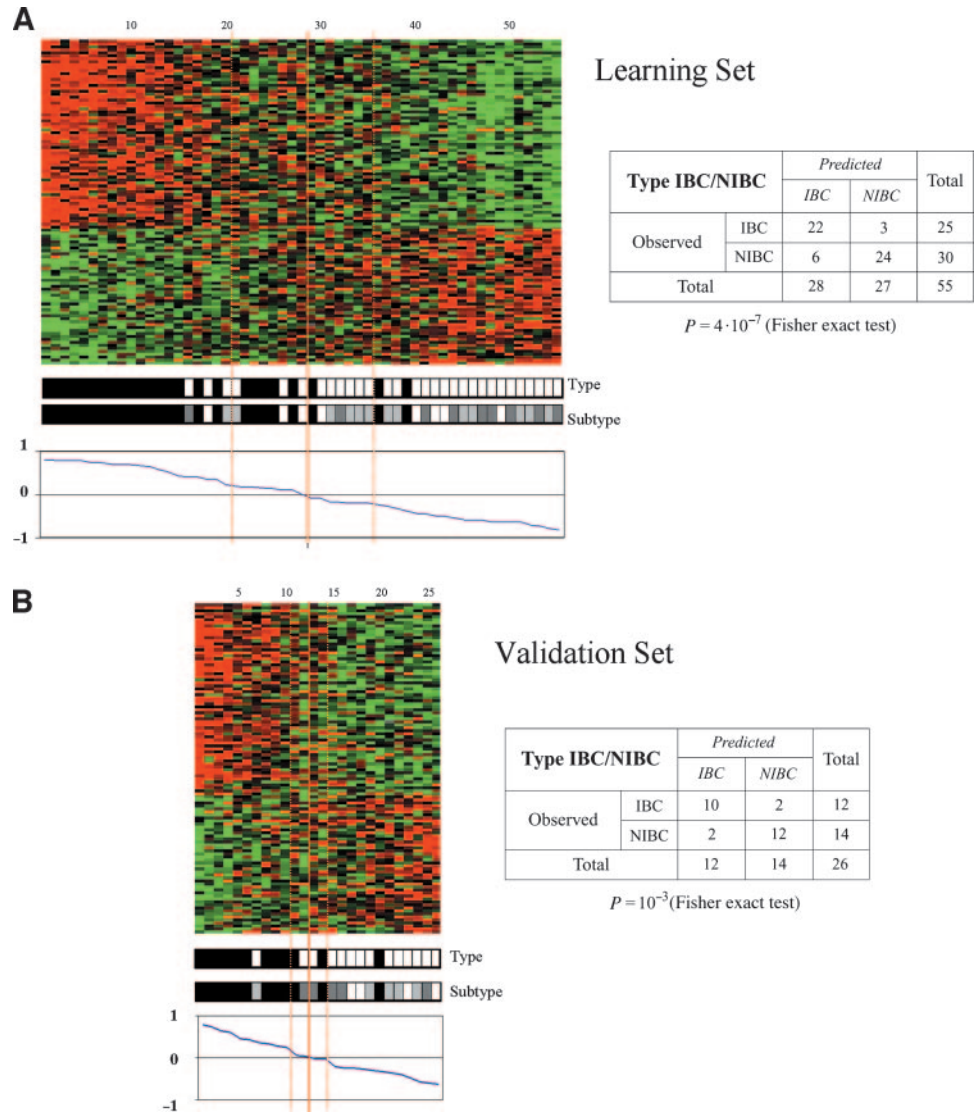 A
10 20 30 40 50
Learning Set
Type IBC/NIBC Predicted Total
IBC NIBC
Observed IBC 22 3 25
NIBC 6 24 30
Total 28 27 55
P = 4·10⁻⁷ (Fisher exact test)
Type
Subtype
1
0
−1
B
5 10 15 20 25
Validation Set
Type IBC/NIBC Predicted Total
IBC NIBC
Observed IBC 10 2 12
NIBC 2 12 14
Total 12 14 26
P = 10⁻³ (Fisher exact test)
Type
Subtype
1
0
−1